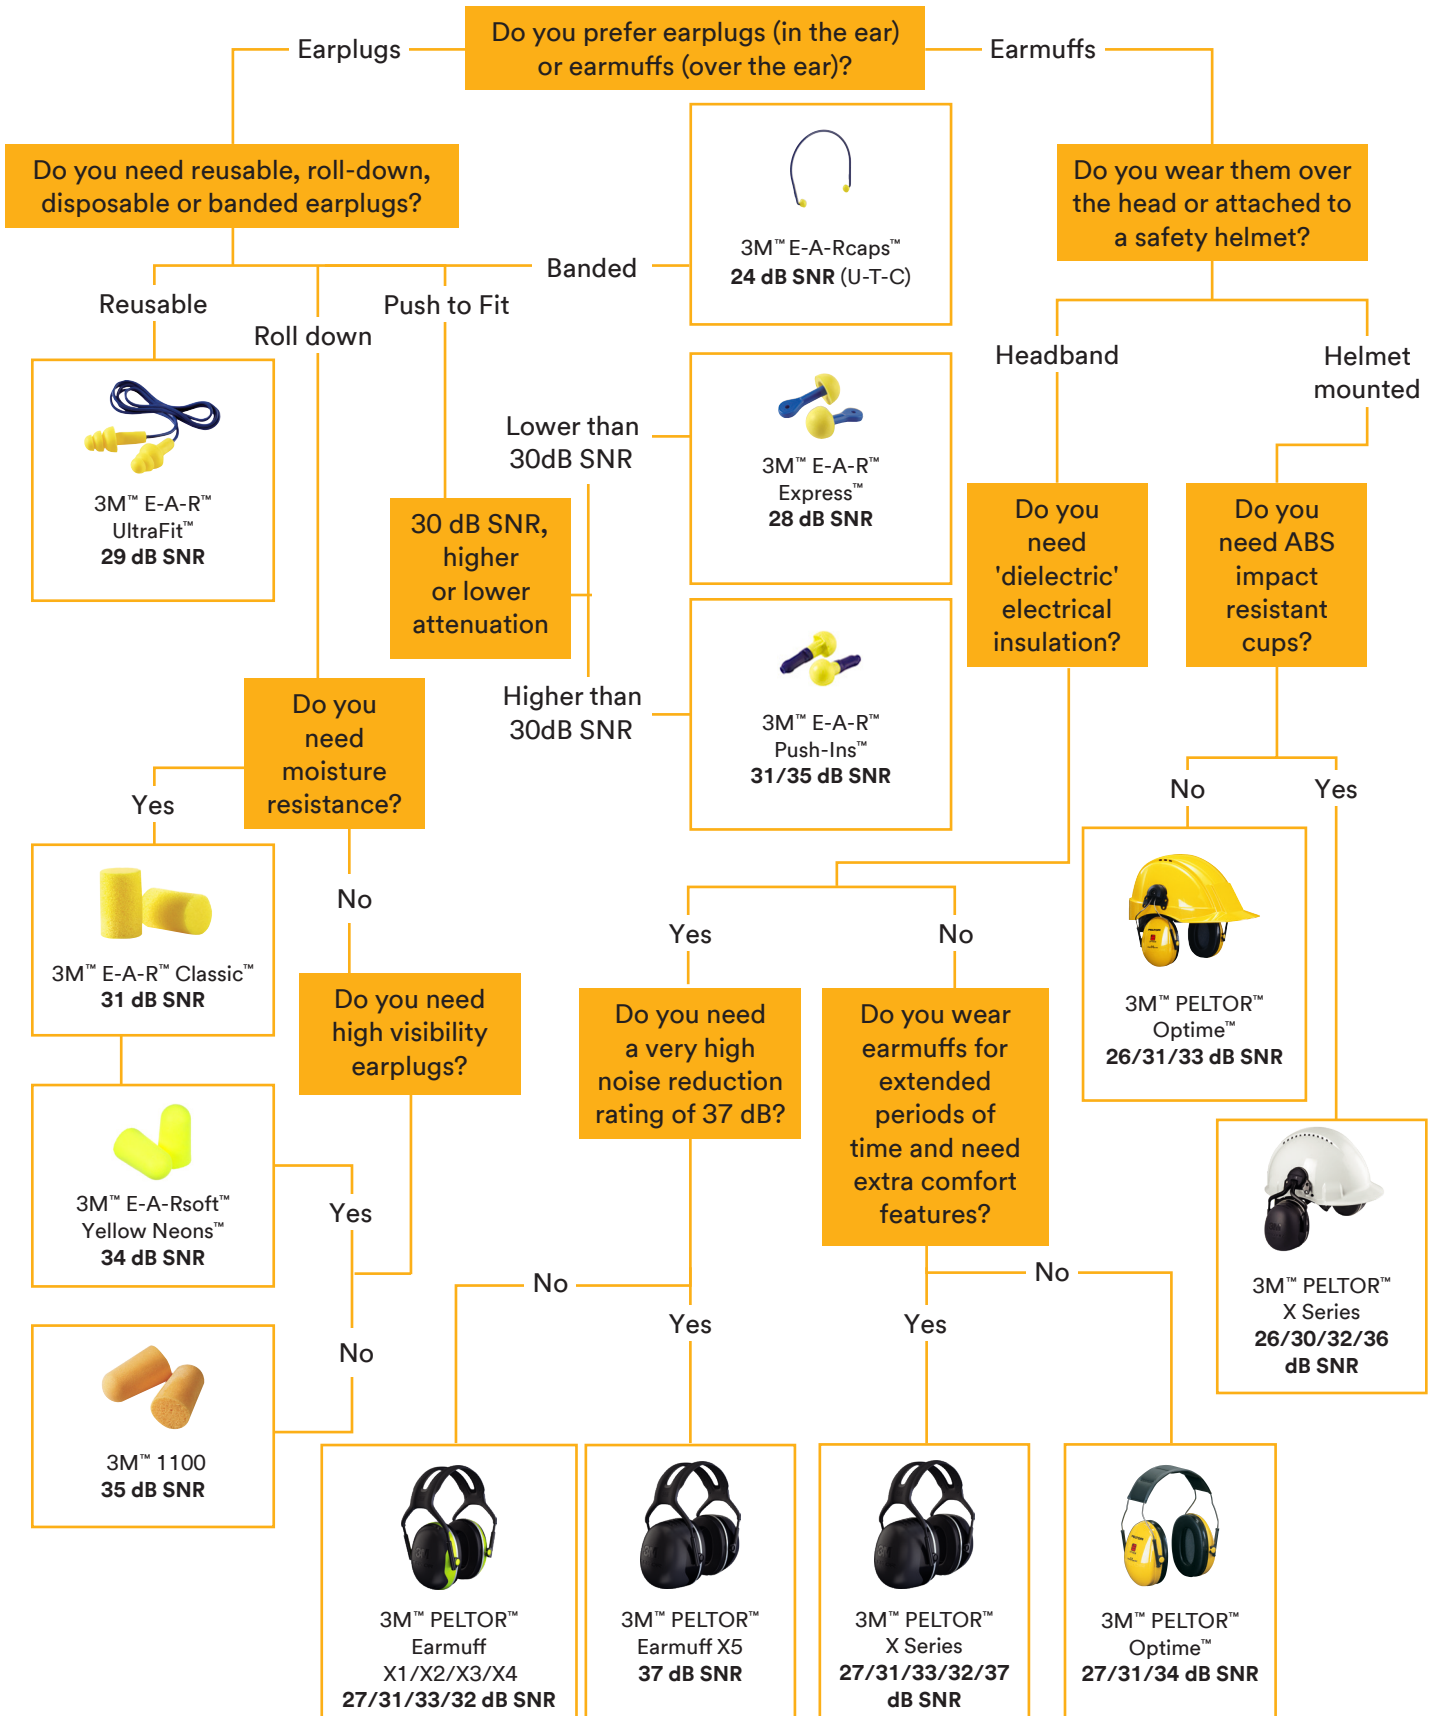 Do you prefer earplugs (in the ear)
or earmuffs (over the ear)?
Earplugs
Earmuffs
Do you need reusable, roll-down,
disposable or banded earplugs?
Reusable
Roll down
Push to Fit
Banded
3M™ E-A-Rcaps™
24 dB SNR (U-T-C)
3M™ E-A-R™
UltraFit™
29 dB SNR
30 dB SNR,
higher
or lower
attenuation
Lower than
30dB SNR
3M™ E-A-R™
Express™
28 dB SNR
Higher than
30dB SNR
3M™ E-A-R™
Push-Ins™
31/35 dB SNR
Do you
need
moisture
resistance?
Yes
No
3M™ E-A-R™ Classic™
31 dB SNR
Do you need
high visibility
earplugs?
3M™ E-A-Rsoft™
Yellow Neons™
34 dB SNR
Yes
No
3M™ 1100
35 dB SNR
Do you wear them over
the head or attached to
a safety helmet?
Headband
Helmet
mounted
Do you
need
'dielectric'
electrical
insulation?
Do you
need ABS
impact
resistant
cups?
No
Yes
3M™ PELTOR™
Optime™
26/31/33 dB SNR
3M™ PELTOR™
X Series
26/30/32/36
dB SNR
Yes
No
Do you need
a very high
noise reduction
rating of 37 dB?
Do you wear
earmuffs for
extended
periods of
time and need
extra comfort
features?
No
Yes
Yes
No
3M™ PELTOR™
Earmuff
X1/X2/X3/X4
27/31/33/32 dB SNR
3M™ PELTOR™
Earmuff X5
37 dB SNR
3M™ PELTOR™
X Series
27/31/33/32/37
dB SNR
3M™ PELTOR™
Optime™
27/31/34 dB SNR